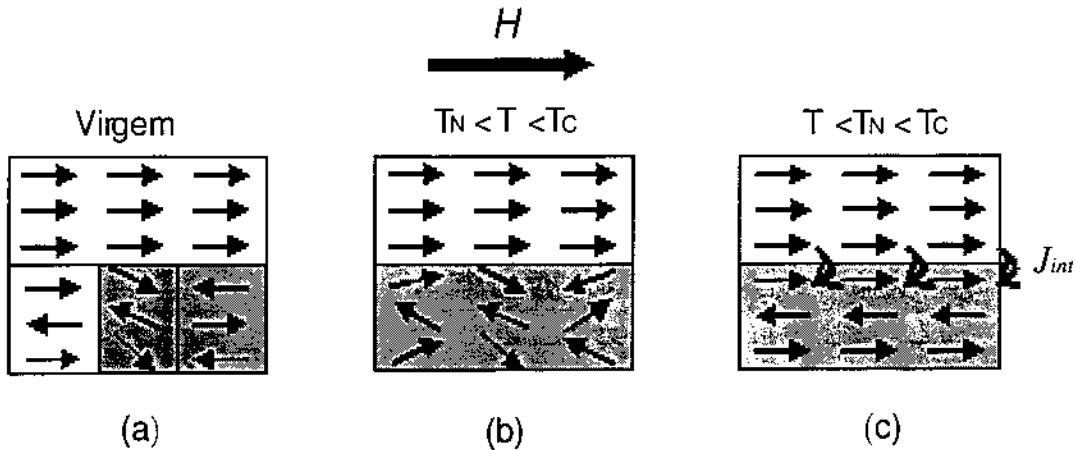 H
Virgem
TN < T < TC
T < TN < TC
Jint
(a)
(b)
(c)